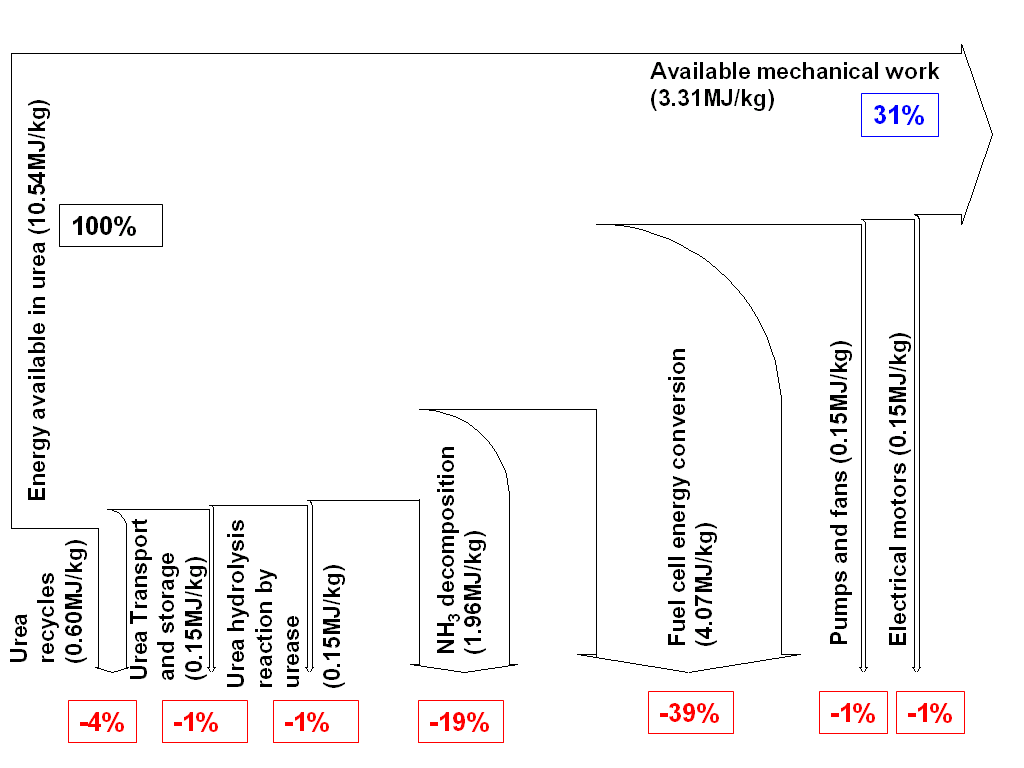 Available mechanical work
(3.31MJ/kg)
31%
Energy available in urea (10.54MJ/kg)
100%
Urea
recycles
(0.60MJ/kg)
Urea Transport
and storage
(0.15MJ/kg)
Urea hydrolysis
reaction by
urease
(0.15MJ/kg)
NH3 decomposition
(1.96MJ/kg)
Fuel cell energy conversion
(4.07MJ/kg)
Pumps and fans (0.15MJ/kg)
Electrical motors (0.15MJ/kg)
-4%
-1%
-1%
-19%
-39%
-1%
-1%